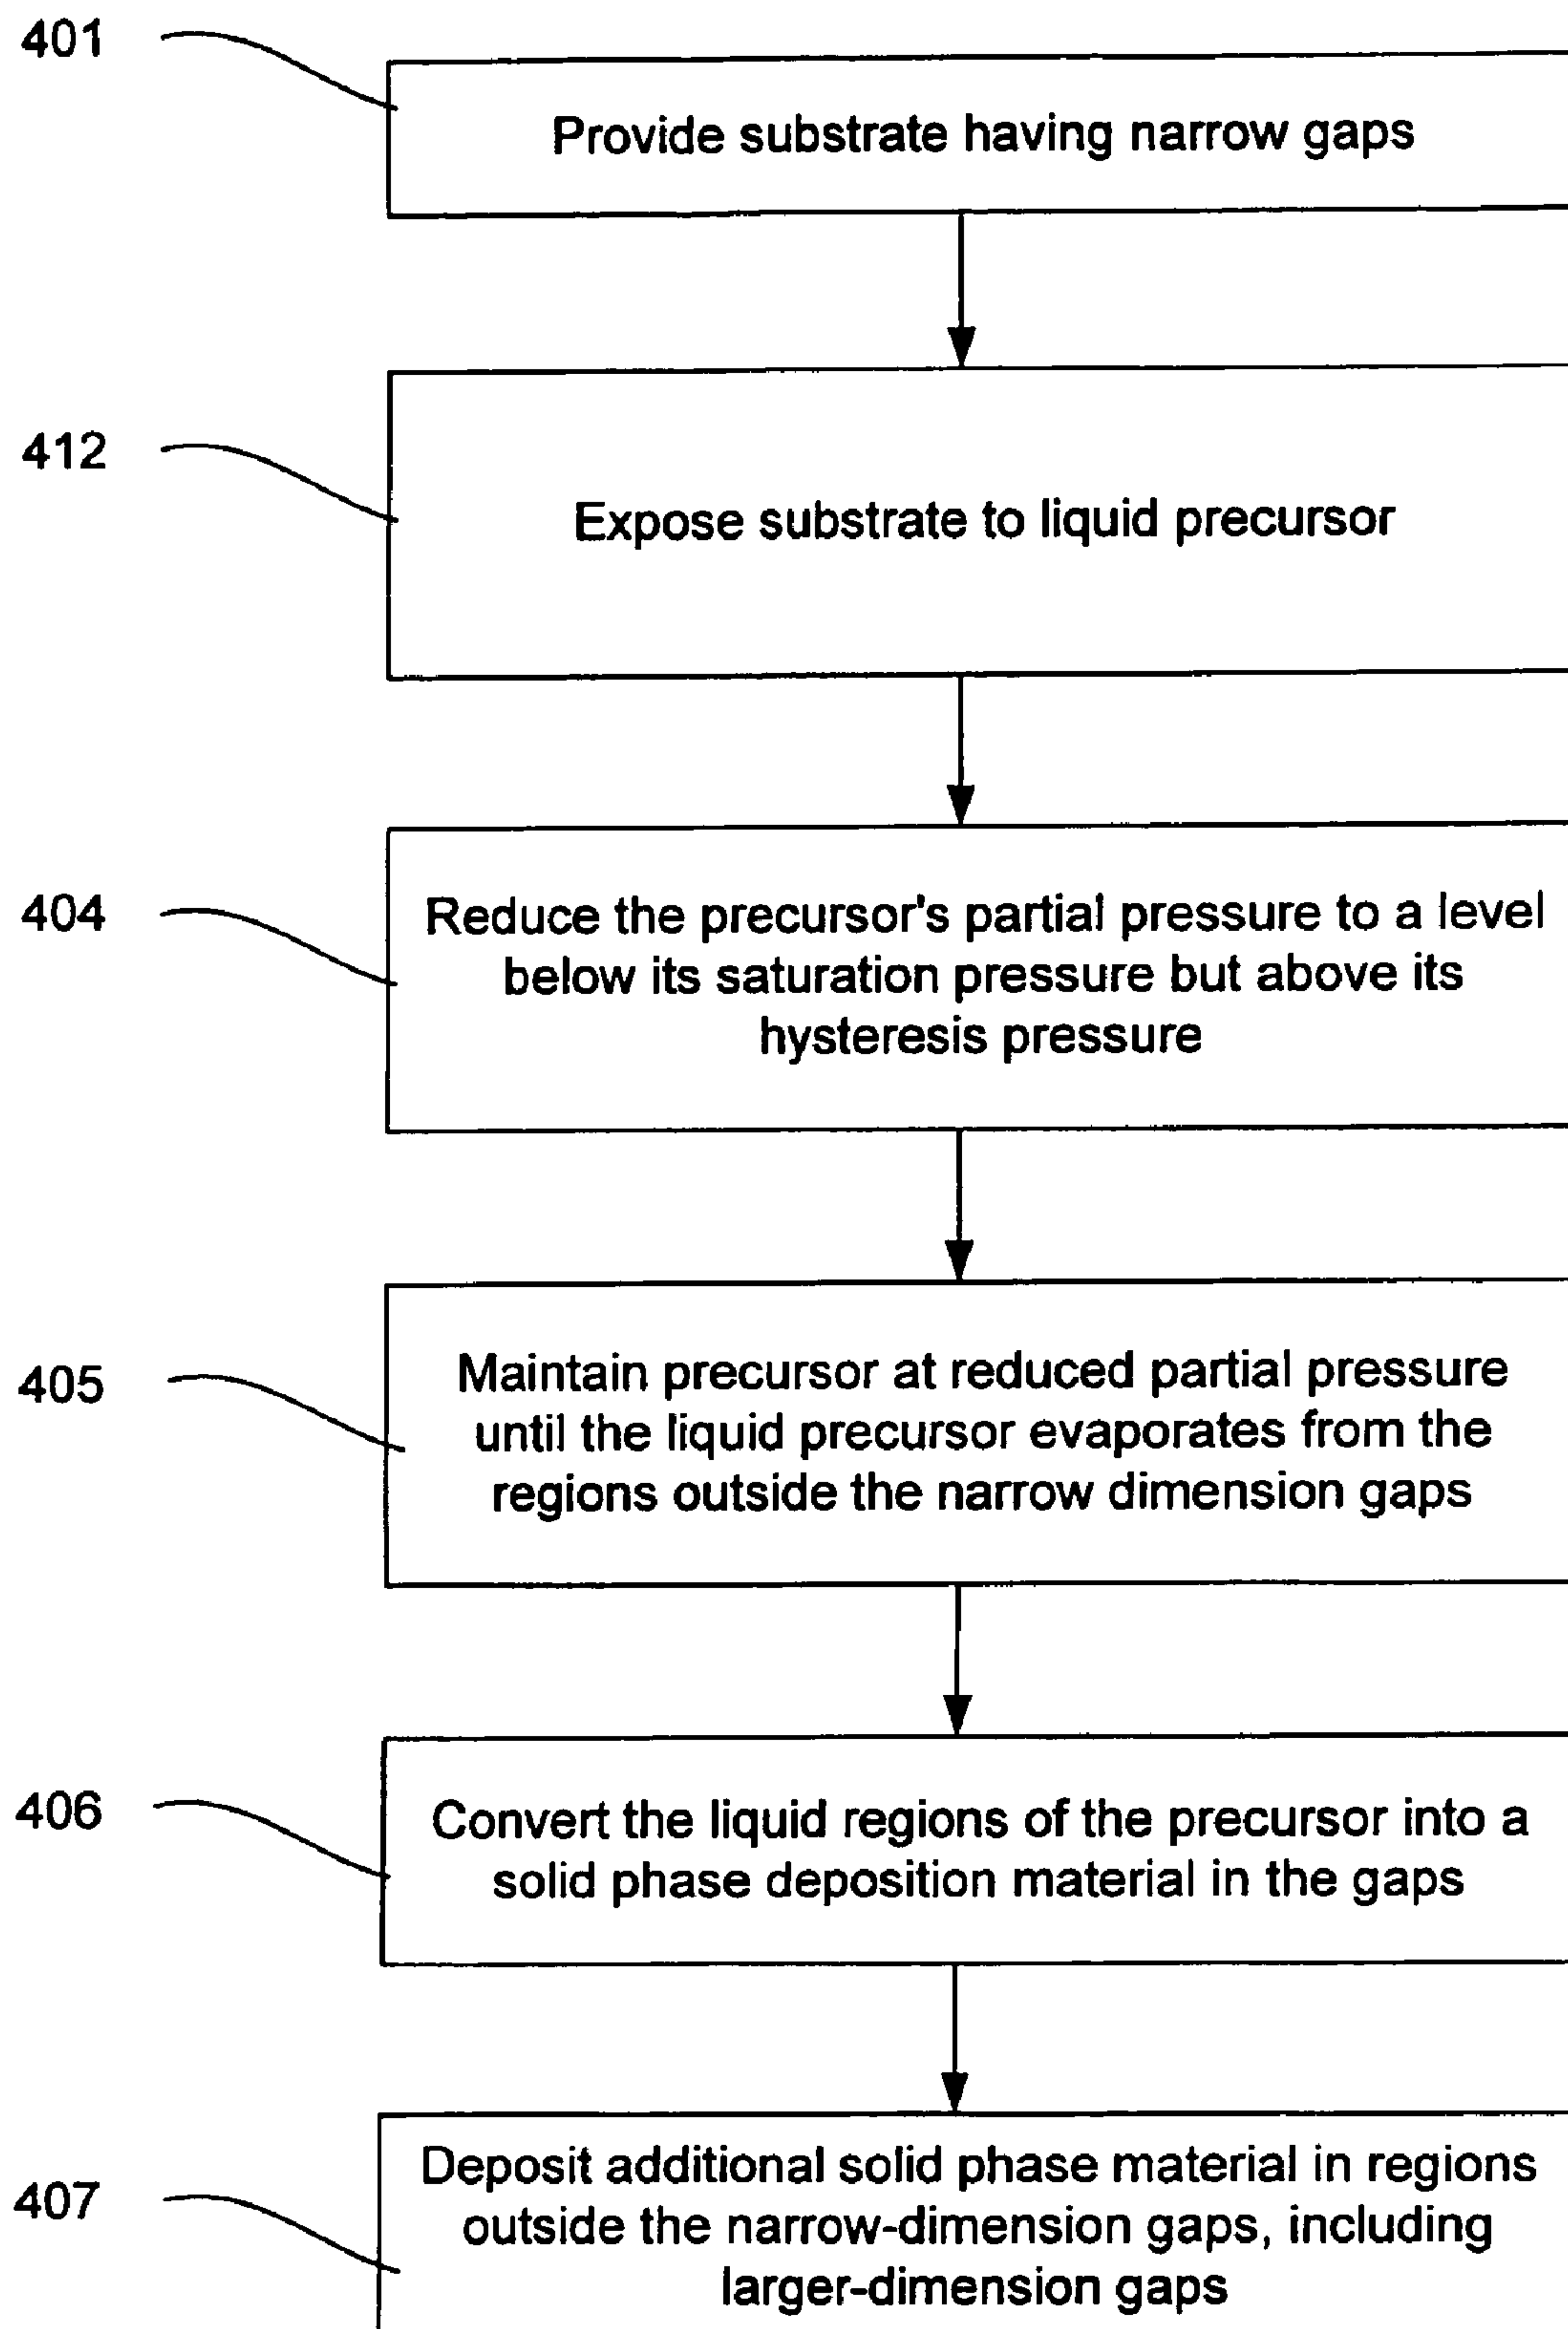 401
Provide substrate having narrow gaps
412
Expose substrate to liquid precursor
404
Reduce the precursor's partial pressure to a level
below its saturation pressure but above its
hysteresis pressure
405
Maintain precursor at reduced partial pressure
until the liquid precursor evaporates from the
regions outside the narrow dimension gaps
406
Convert the liquid regions of the precursor into a
solid phase deposition material in the gaps
407
Deposit additional solid phase material in regions
outside the narrow-dimension gaps, including
larger-dimension gaps